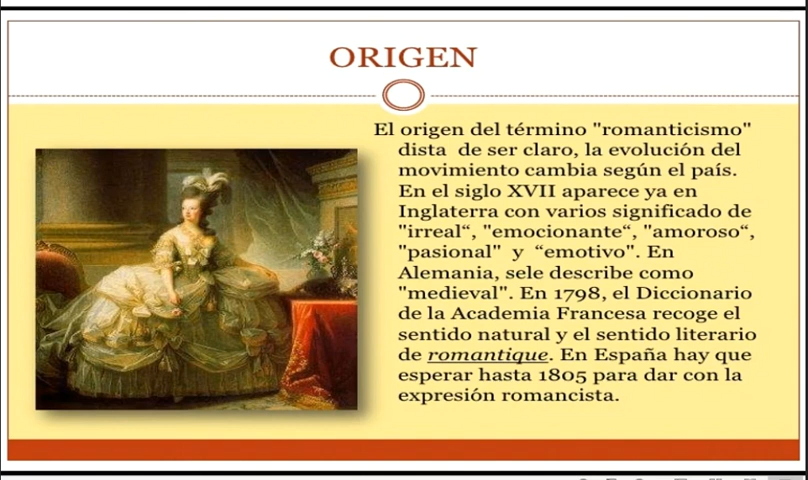 ORIGEN
El origen del término "romanticismo"
dista de ser claro, la evolución del
movimiento cambia según el país.
En el siglo XVII aparece ya en
Inglaterra con varios significado de
"irreal“, "emocionante“, "amoroso“,
"pasional" y “emotivo". En
Alemania, sele describe como
"medieval". En 1798, el Diccionario
de la Academia Francesa recoge el
sentido natural y el sentido literario
de romantique. En España hay que
esperar hasta 1805 para dar con la
expresión romancista.